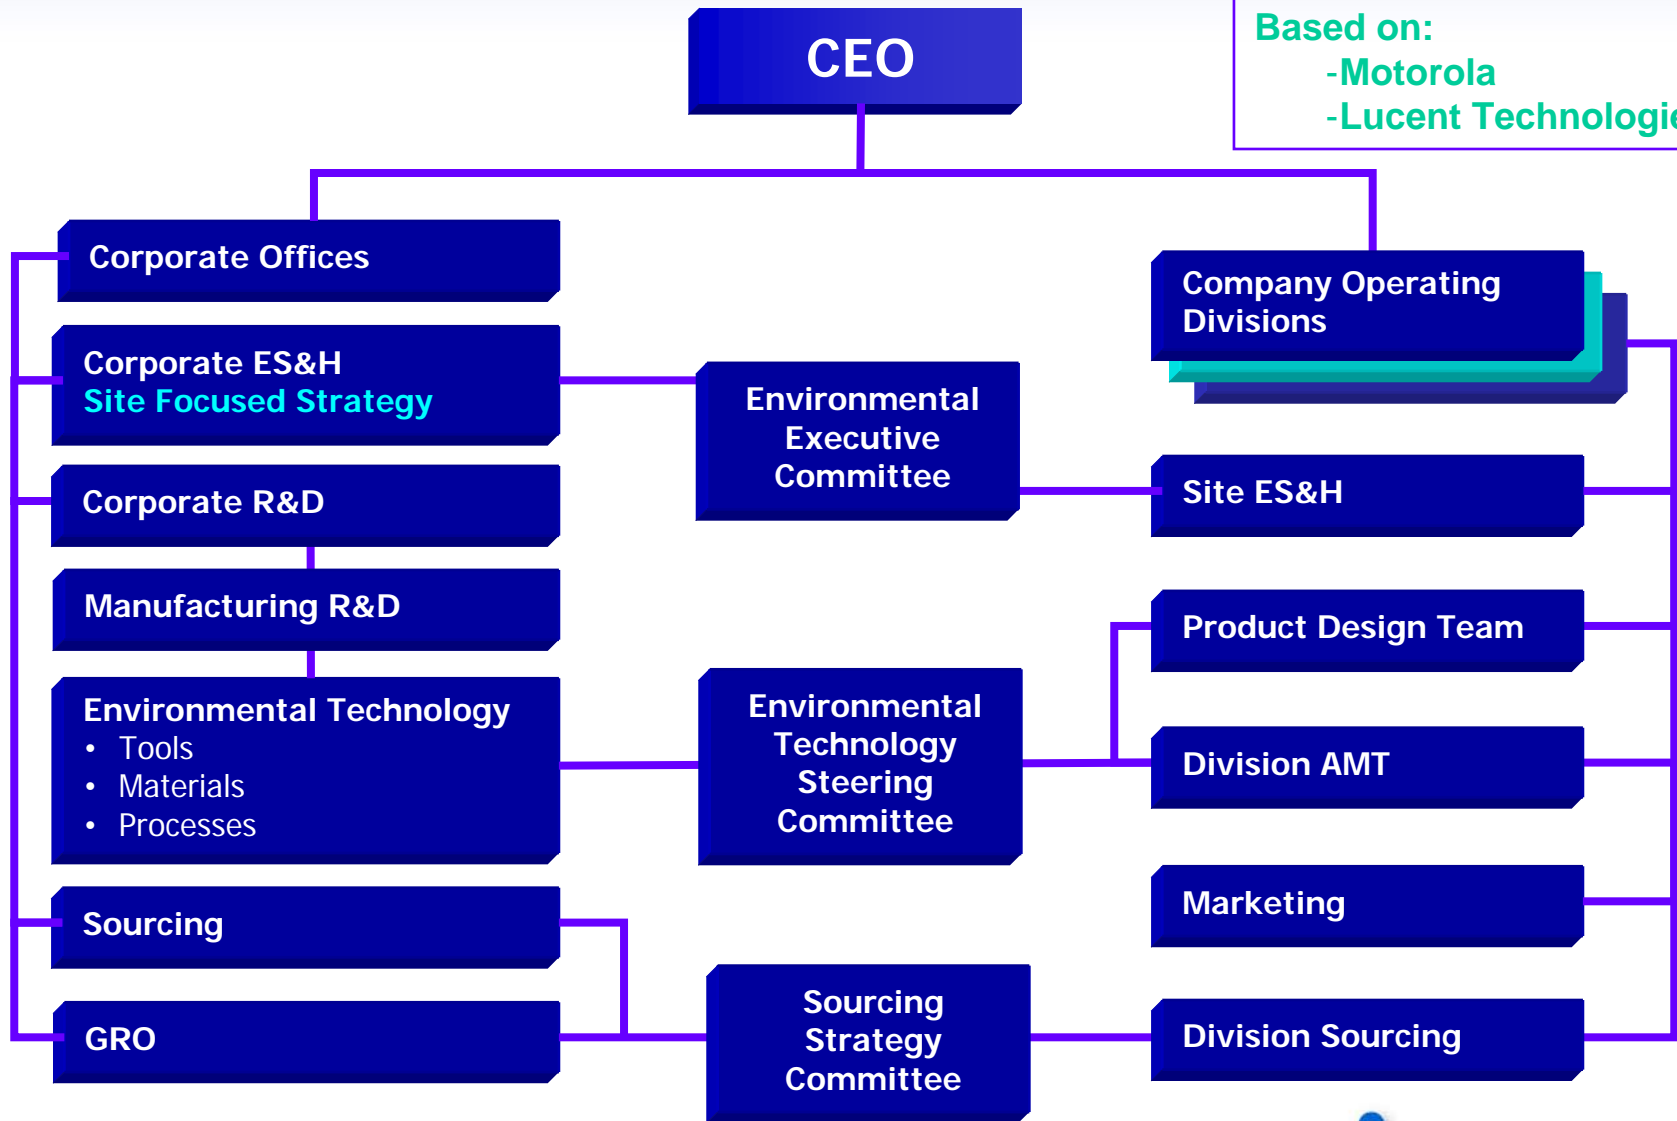 CEO
Based on:
-Motorola
-Lucent Technologie
Corporate Offices
Corporate ES&H
Site Focused Strategy
Corporate R&D
Manufacturing R&D
Environmental Technology
• Tools
• Materials
• Processes
Sourcing
GRO
Environmental
Executive
Committee
Environmental
Technology
Steering
Committee
Sourcing
Strategy
Committee
Company Operating
Divisions
Site ES&H
Product Design Team
Division AMT
Marketing
Division Sourcing